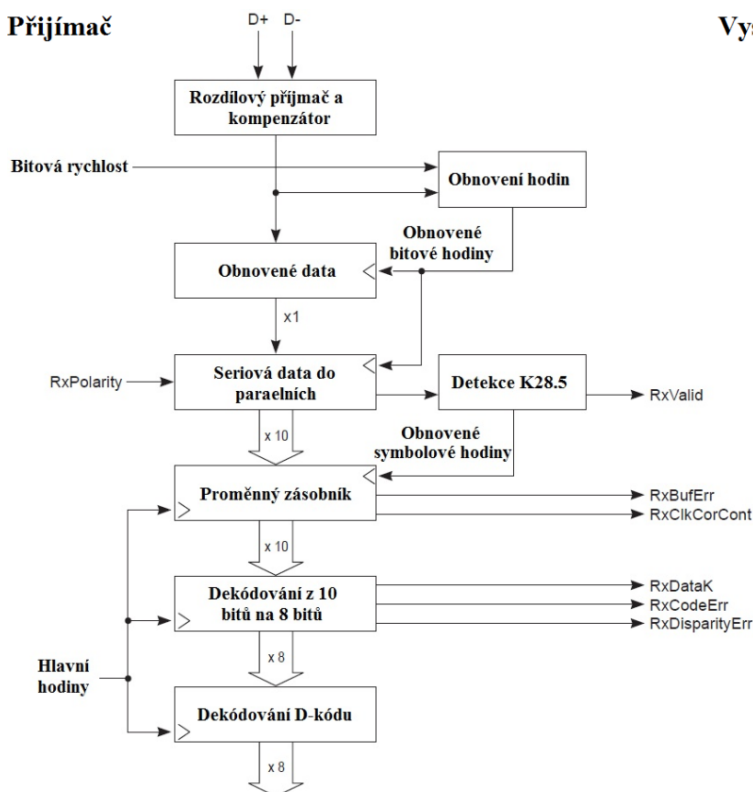 Přijímač
D+ D-
Rozdílový příjmač a
kompenzátor
Bitová rychlost
Obnovení hodin
Obnovené
bitové hodiny
Obnovené data
x1
RxPolarity
Seriová data do
paraelních
Detekce K28.5
RxValid
x 10
Obnovené
symbolové hodiny
Proměnný zásobník
RxBufErr
RxClkCorCont
x 10
Dekódování z 10
bitů na 8 bitů
RxDataK
RxCodeErr
RxDisparityErr
Hlavní
hodiny
x 8
Dekódování D-kódu
x 8